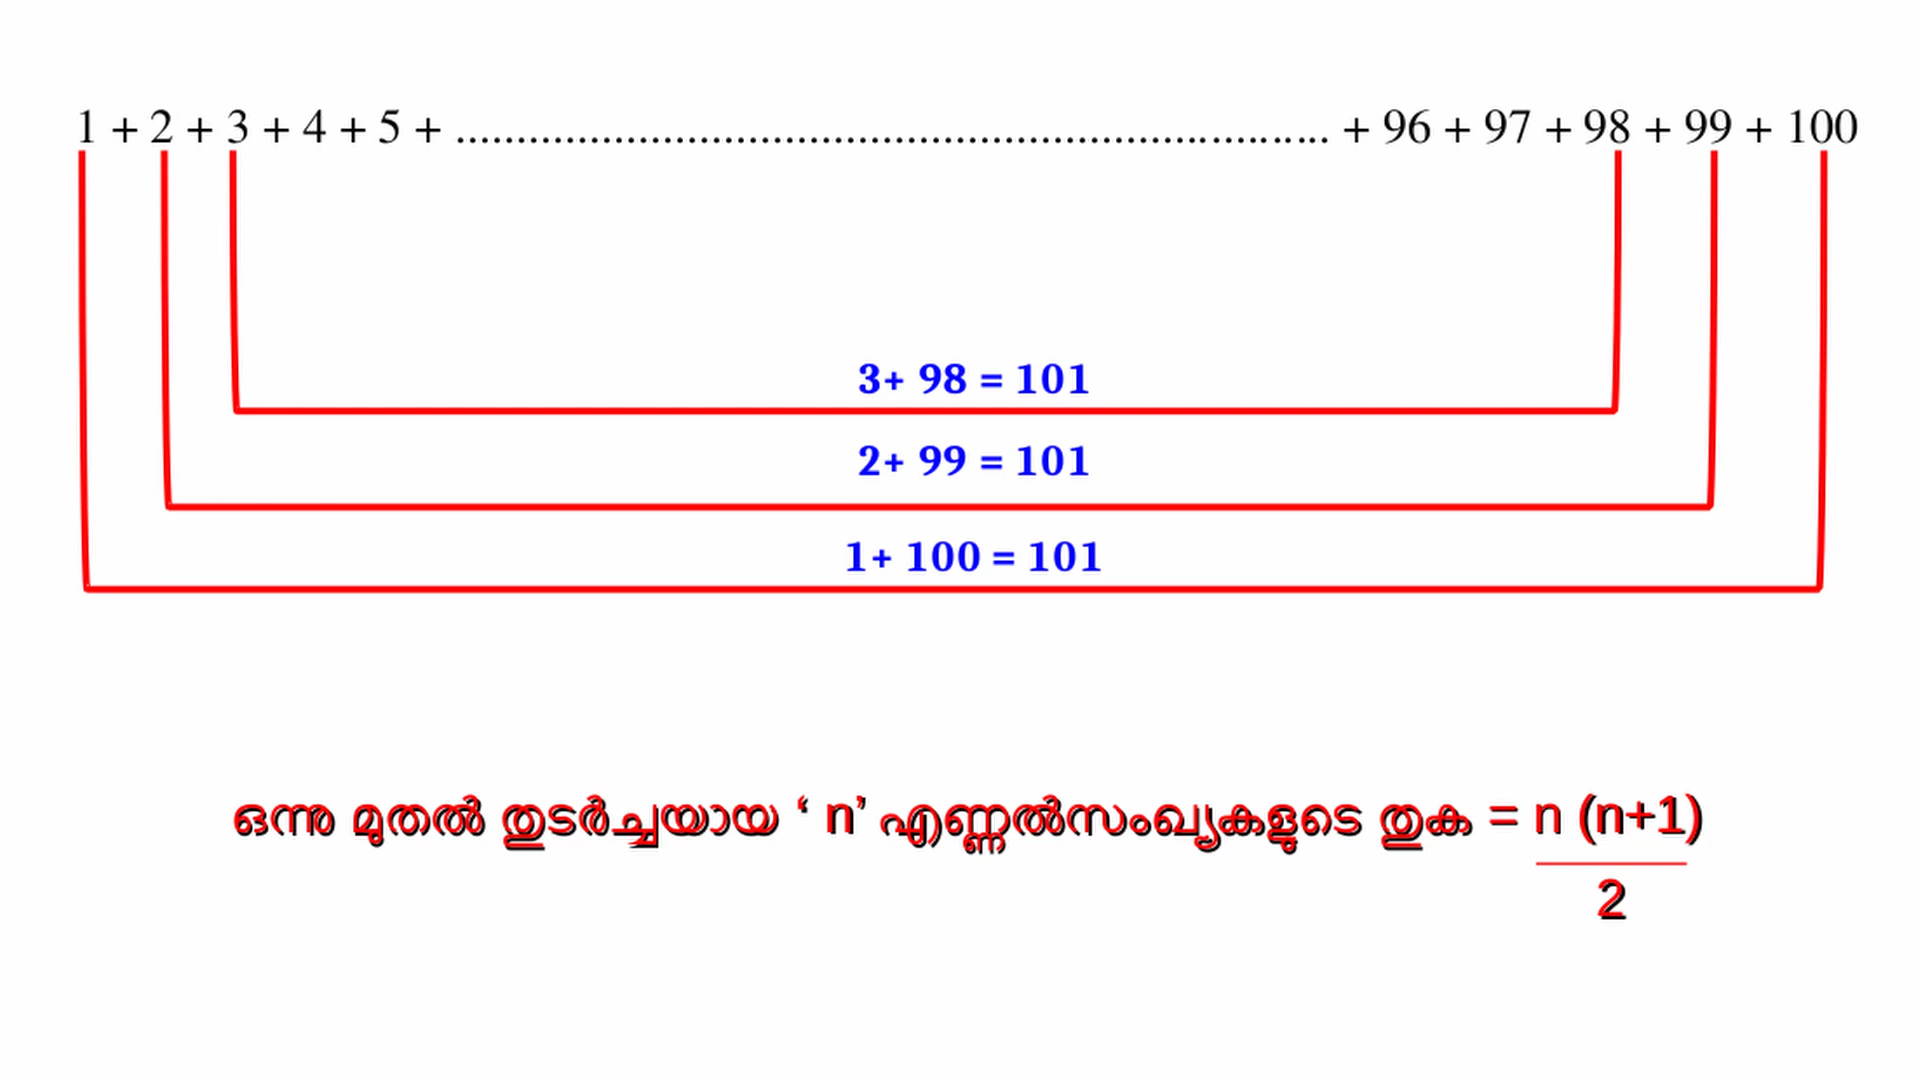 1 + 2 + 3 + 4 + 5 + ........................................................................ + 96 + 97 + 98 + 99 + 100
3+ 98 = 101
2+ 99 = 101
1+ 100 = 101
ഒന്നു മുതൽ തുടർച്ചയായ ‘ n’ എണ്ണൽസംഖ്യകളുടെ തുക = n (n+1)
2